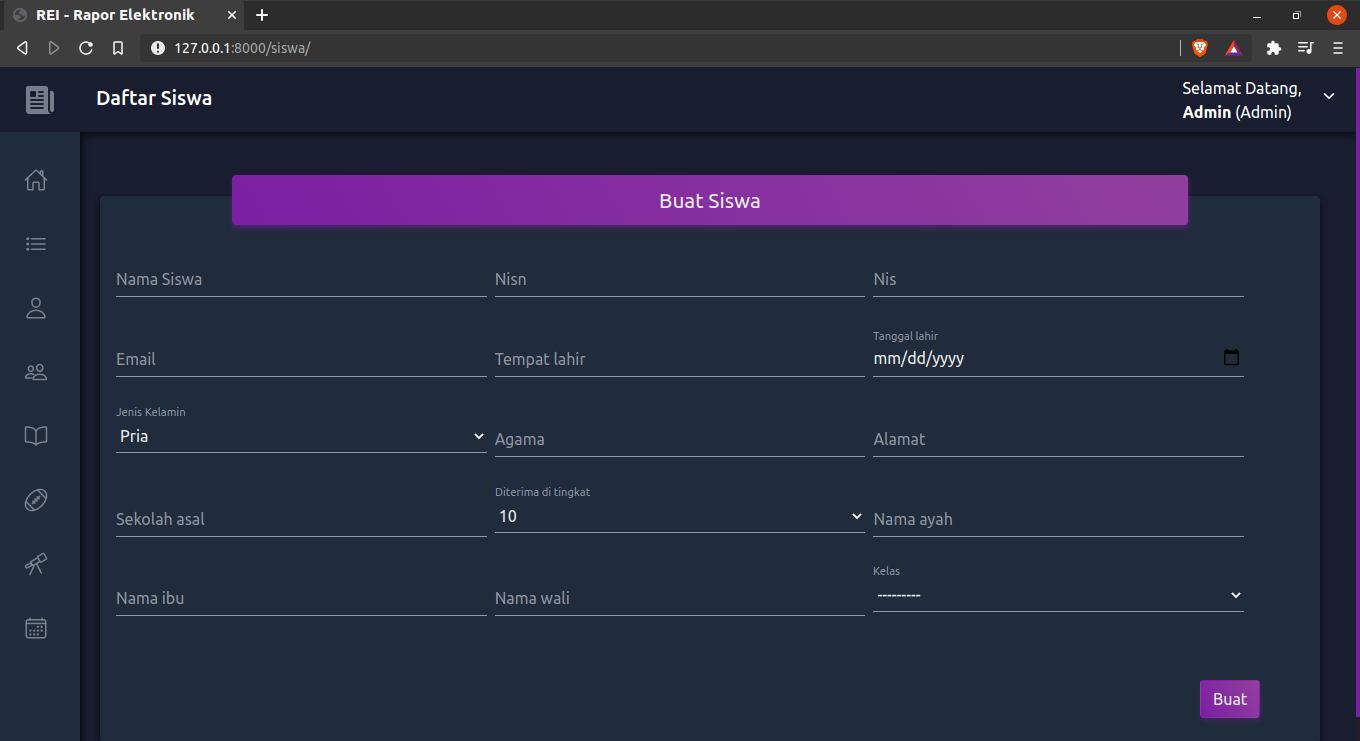 REI - Rapor Elektronik
127.0.0.1:8000/siswa/
Daftar Siswa
Selamat Datang,
Admin (Admin)
Buat Siswa
Nama Siswa
Nisn
Nis
Email
Tempat lahir
Tanggal lahir
mm/dd/yyyy
Jenis Kelamin
Pria
Agama
Alamat
Sekolah asal
Diterima di tingkat
10
Nama ayah
Nama ibu
Nama wali
Kelas
---------
Buat